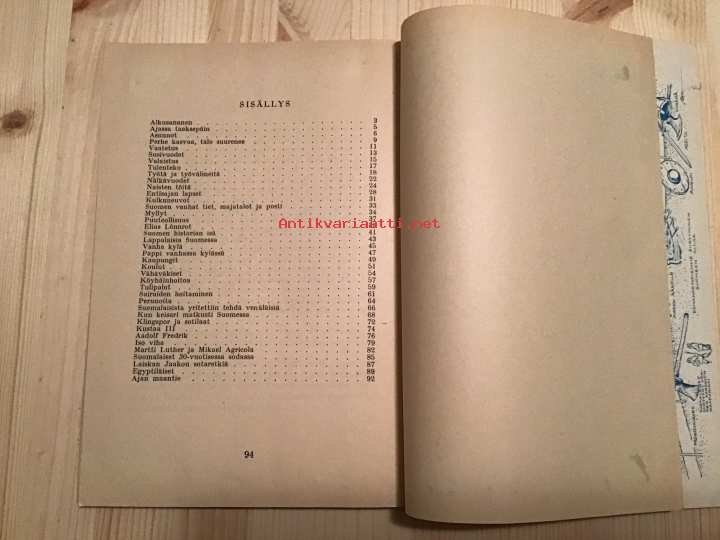 SISÄLLYS
Alkusananen 3
Ajassa taaksepäin 5
Asunnot 6
Perhe kasvaa, talo suurenee 9
Vaatetus 11
Susivuodet 13
Valaistus 15
Tulenteko 17
Työtä ja työvälineitä 18
Nälkävuodet 22
Naisten töitä 24
Entisajan lapset 28
Kulkuneuvot 31
Suomen vanhat tiet, majatalot ja posti 33
Myllyt 34
Puuteollisuus 37
Elias Lönnrot
Suomen historian isä 41
Lappalaisia Suomessa 43
Vanha kylä 45
Pappi vanhassa kylässä 47
Kaupungit 49
Koulut 51
Vähäväkiset 54
Köyhäinhoitoa 57
Tulipalot 59
Sairaiden hoitaminen 61
Perunoita 64
Suomalaisista yritettiin tehdä venäläisiä 66
Kun keisari matkusti Suomessa 68
Klingspor ja sotilaat 72
Kustaa III 74
Aadolf Fredrik 76
Iso viha 79
Martti Luther ja Mikael Agricola 82
Suomalaiset 30-vuotisessa sodassa 85
Laiskan Jaakon sotaretkiä 87
Egyptiläiset 89
Ajan maantie 92
94
Antikvariaatti.net